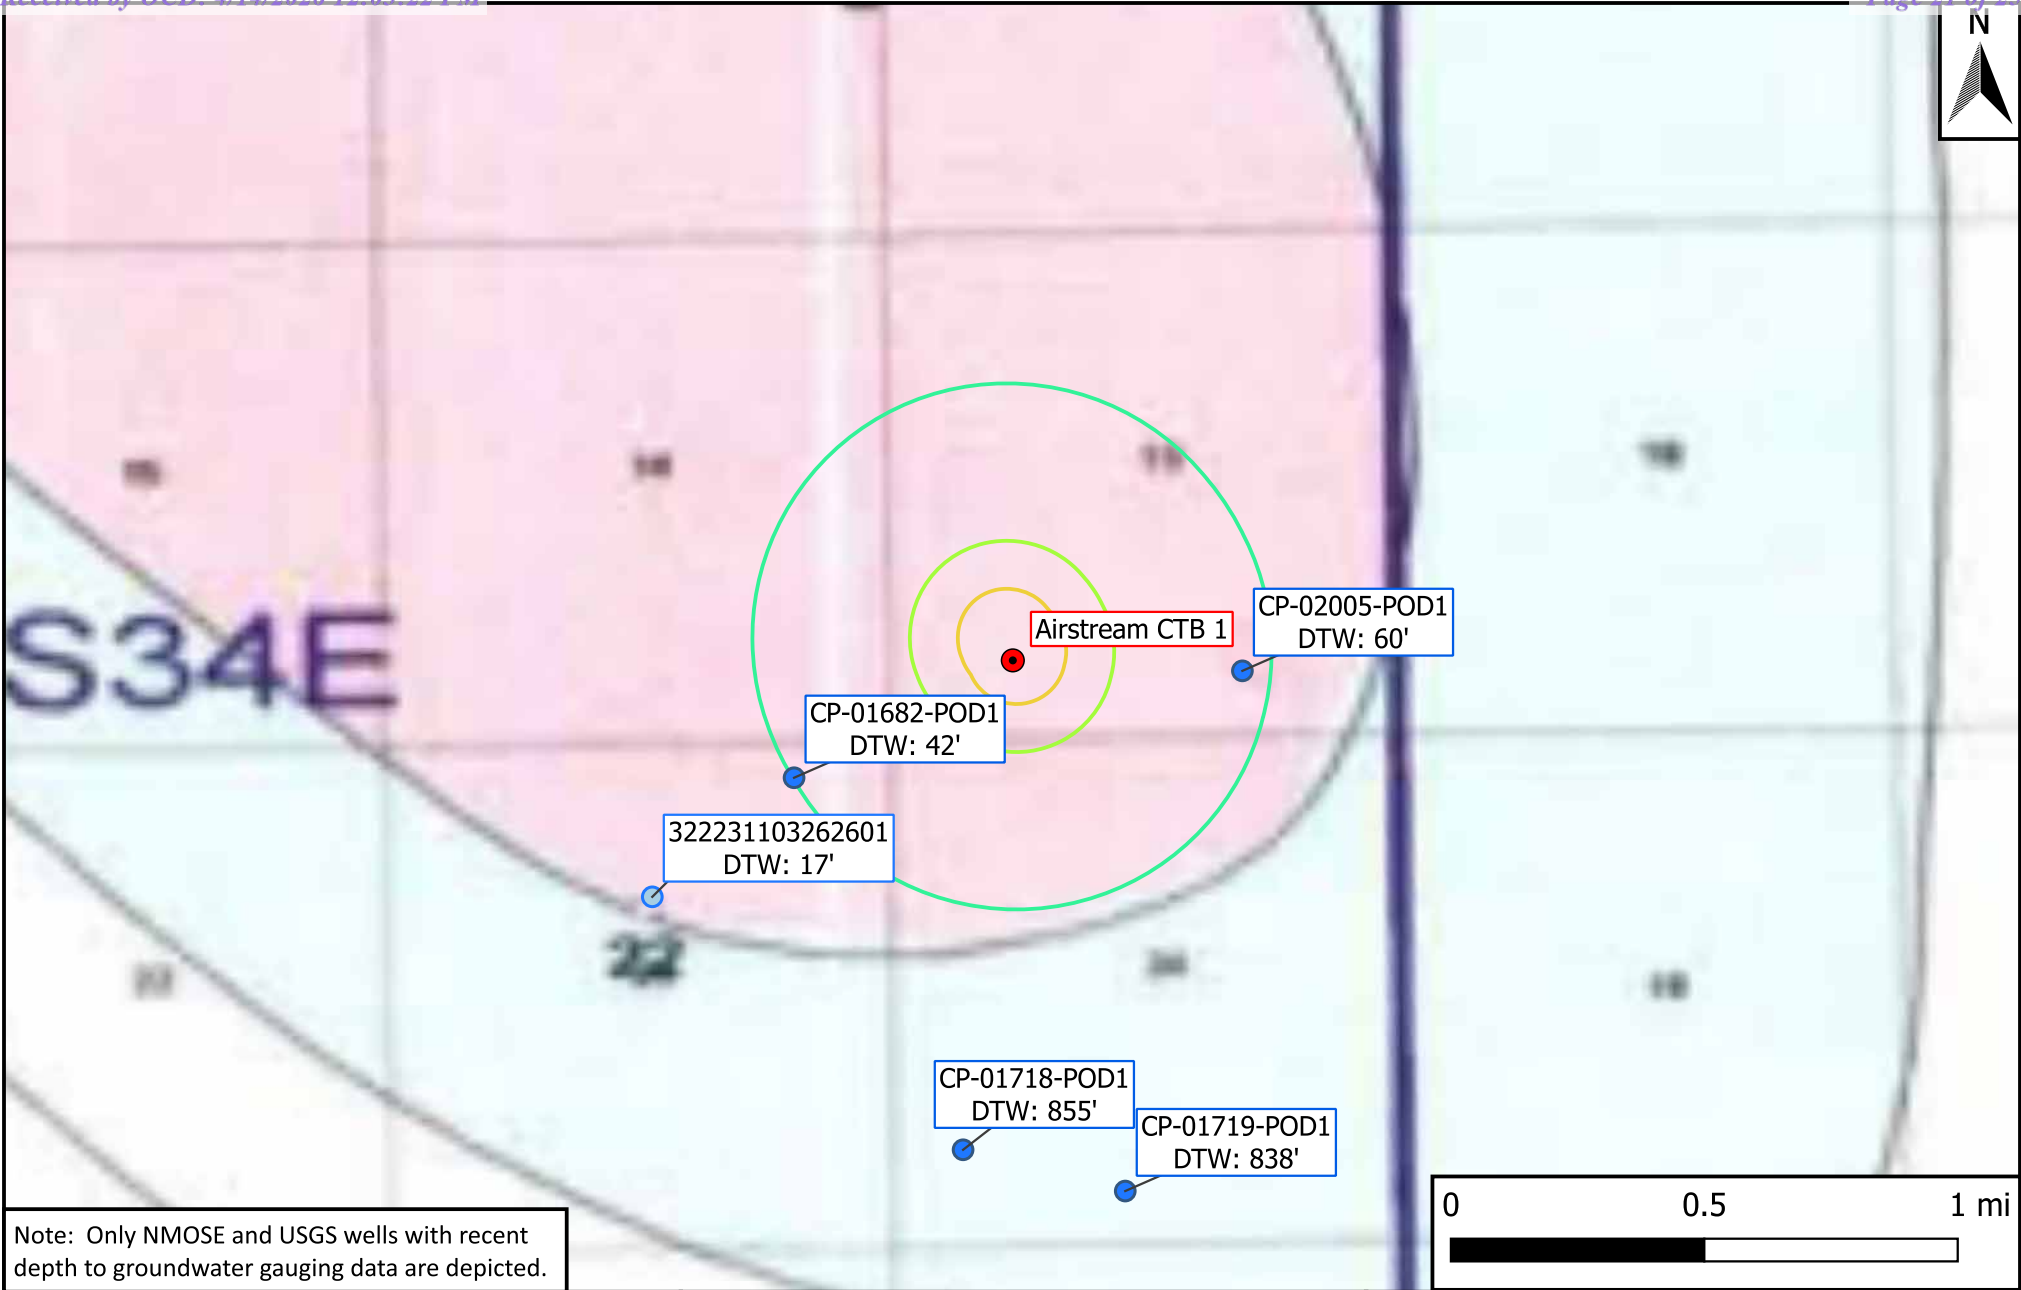 N
S34E
Airstream CTB 1
CP-02005-POD1
DTW: 60'
CP-01682-POD1
DTW: 42'
322231103262601
DTW: 17'
22
CP-01718-POD1
DTW: 855'
CP-01719-POD1
DTW: 838'
0 0.5 1 mi
Note: Only NMOSE and USGS wells with recent
depth to groundwater gauging data are depicted.